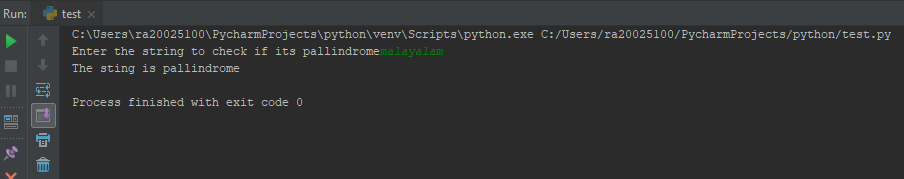 Run: test
C:\Users\ra20025100\PycharmProjects\python\venv\Scripts\python.exe C:/Users/ra20025100/PycharmProjects/python/test.py
Enter the string to check if its pallindromemalayalam
The sting is pallindrome
Process finished with exit code 0